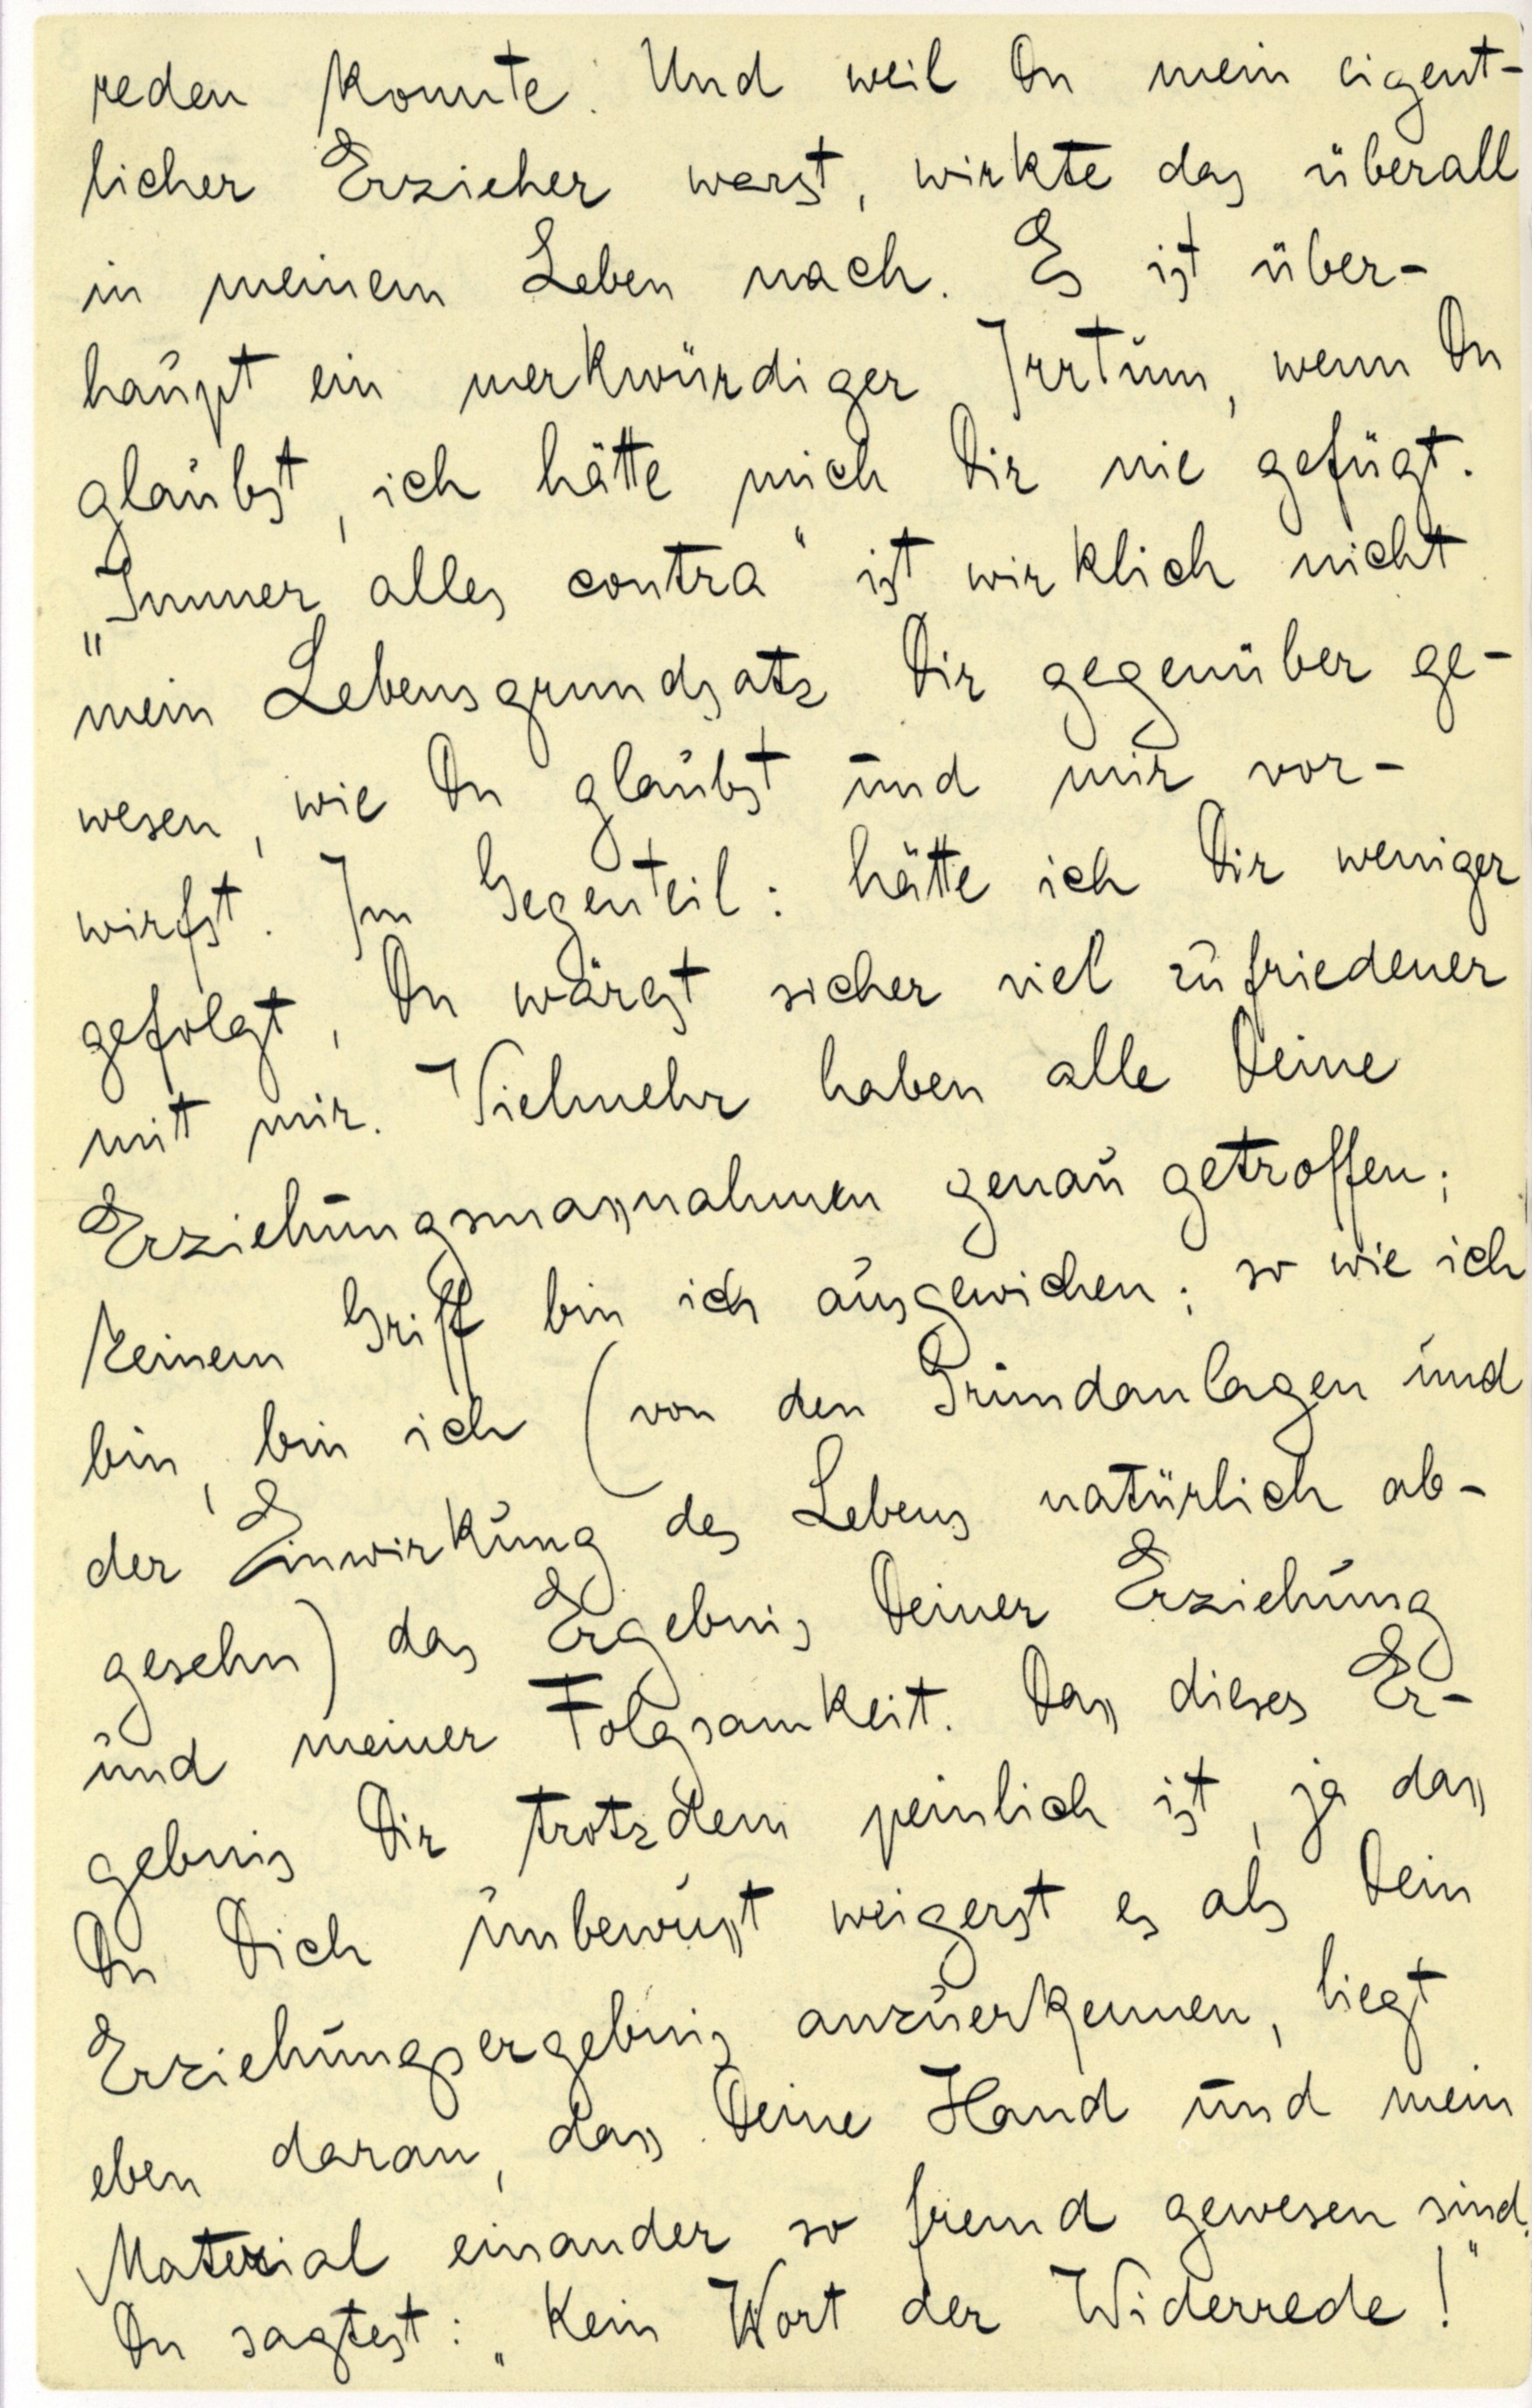 reden konnte. Und weil Du mein eigent-
licher Erzieher warst, wirkte das überall
in meinem Leben nach. Es ist über-
haupt ein merkwürdiger Irrtum, wenn Du
glaubst, ich hätte mich Dir nie gefügt.
„Immer alles contra“ ist wirklich nicht
mein Lebensgrundsatz Dir gegenüber ge-
wesen, wie Du glaubst und mir vor-
wirfst. Im Gegenteil: hätte ich Dir weniger
gefolgt, Du wärest sicher viel zufriedener
mit mir. Vielmehr haben alle Deine
Erziehungsmassnahmen genau getroffen;
keinem Griff bin ich ausgewichen; so wie ich
bin, bin ich (von den Grundanlagen und
der Einwirkung des Lebens natürlich ab-
gesehn) das Ergebnis Deiner Erziehung
und meiner Folgsamkeit. Dass dieses Er-
gebnis Dir trotzdem peinlich ist, ja dass
Du Dich unbewusst weigerst es als Dein
Erziehungsergebnis anzuerkennen, liegt
eben daran, dass Deine Hand und mein
Material einander so fremd gewesen sind.
Du sagtest: „Kein Wort der Widerrede!“